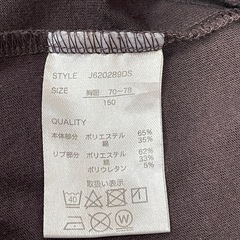 STYLE J620289DS
SIZE 胸囲 70~78
150
QUALITY
本体部分 ポリエステル 65%
綿 35%
リブ部分 ポリエステル 62%
綿 33%
ポリウレタン 5%
取扱い表示
40
W